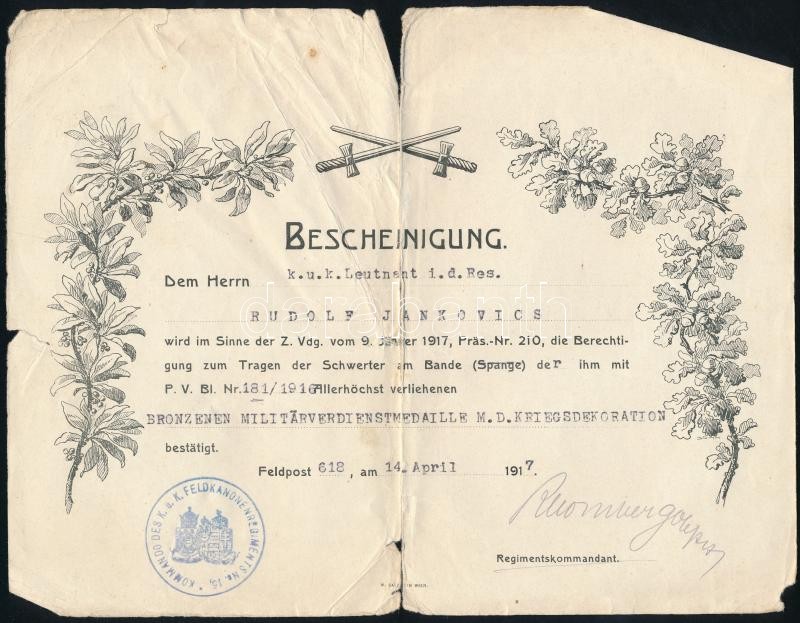 BESCHEINIGUNG.
Dem Herrn k.u.k. Leutnant i.d.Res.
RUDOLF JANKOVICS
wird im Sinne der Z. Vdg. vom 9. Jänner 1917, Präs.-Nr. 210, die Berechti-
gung zum Tragen der Schwerter am Bande (Spange) der ihm mit
P. V. Bl. Nr. 181/1916 Allerhöchst verliehenen
BRONZENEN MILITÄRVERDIENSTMEDAILLE M.D.KRIEGSDEKORATION
bestätigt.
Feldpost 618, am 14. April 1917.
KOMMANDO DES K. u. K. FELDKANONENREGIMENTS No. 15,
Regimentskommandant.
darabanth